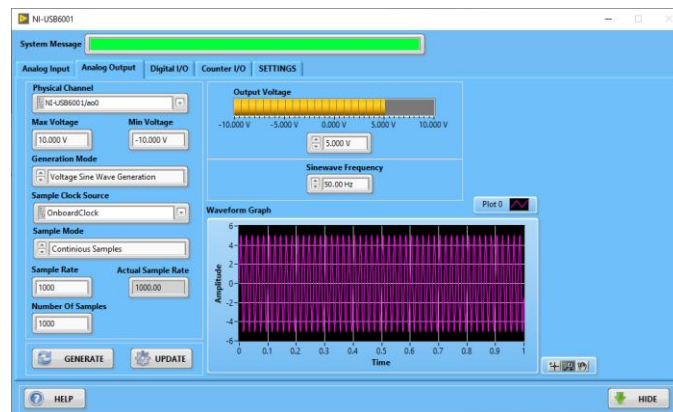 NI-USB6001
System Message
Analog Input Analog Output Digital I/O Counter I/O SETTINGS
Physical Channel
NI-USB6001/ao0
Max Voltage Min Voltage
10.000 V -10.000 V
Generation Mode
Voltage Sine Wave Generation
Sample Clock Source
OnboardClock
Sample Mode
Continious Samples
Sample Rate Actual Sample Rate
1000 1000.00
Number Of Samples
1000
GENERATE UPDATE
Output Voltage
-10.000 V -5.000 V 0.000 V 5.000 V 10.000 V
5.000 V
Sinewave Frequency
50.00 Hz
Waveform Graph Plot 0
Amplitude
6
4
2
0
-2
-4
-6
0 0.1 0.2 0.3 0.4 0.5 0.6 0.7 0.8 0.9 1
Time
HELP HIDE